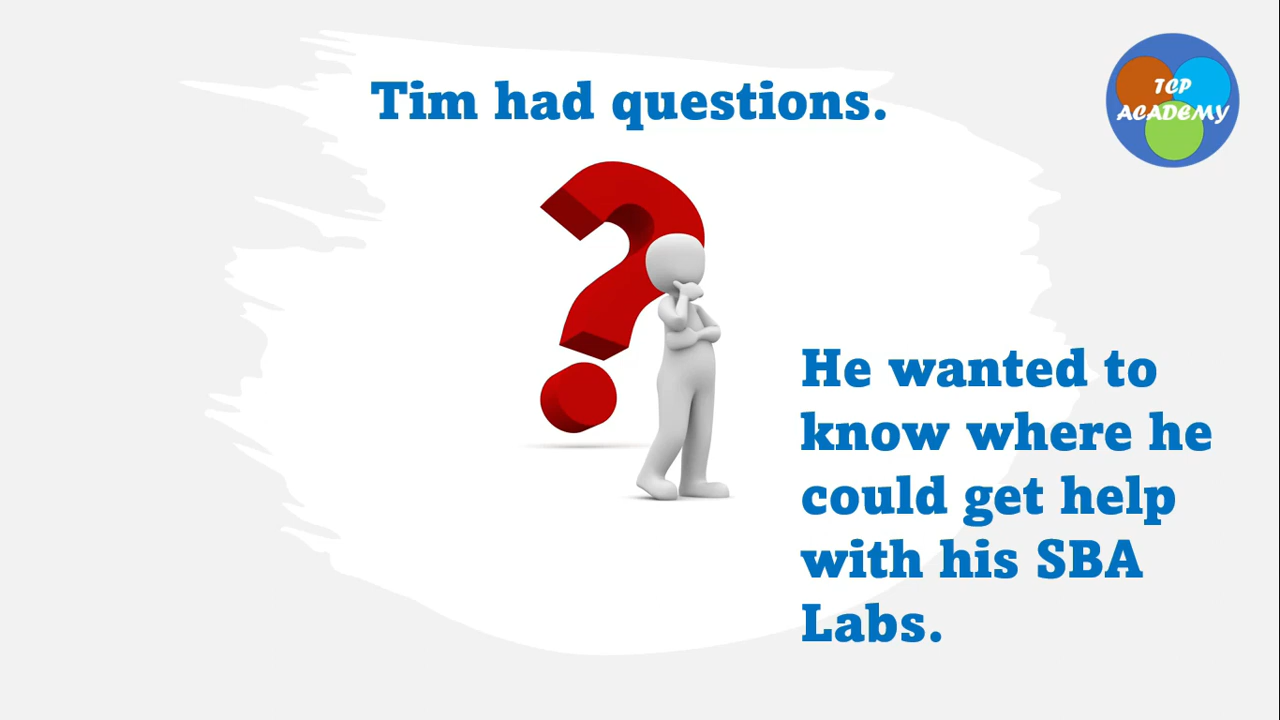 Tim had questions.
TCP
ACADEMY
He wanted to
know where he
could get help
with his SBA
Labs.